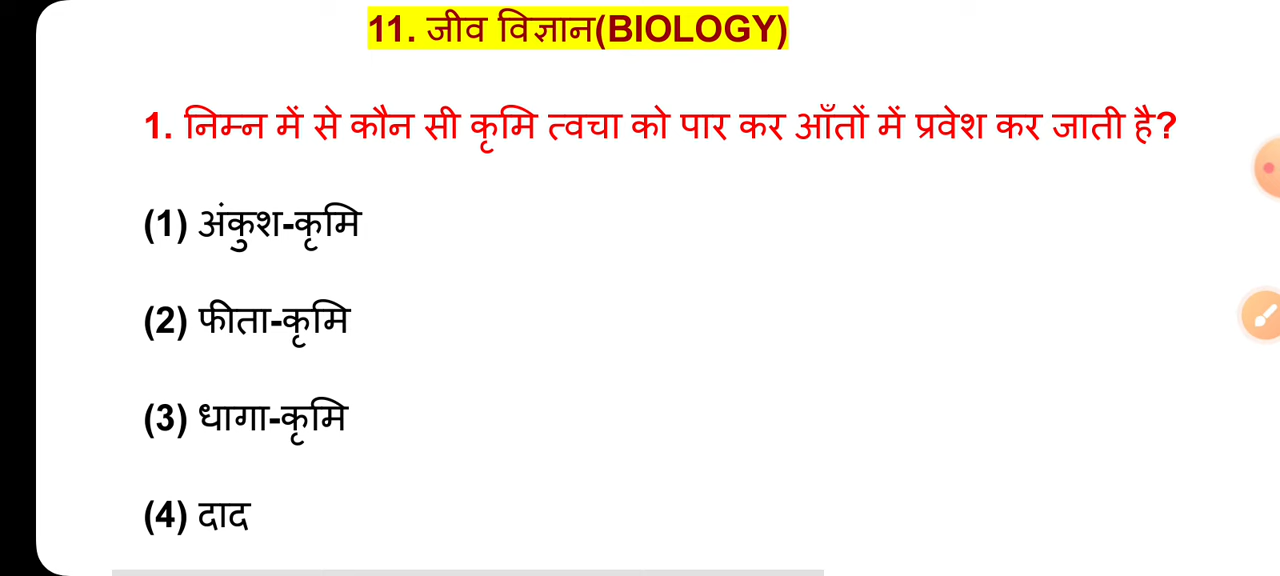 11. जीव विज्ञान(BIOLOGY)
1. निम्न में से कौन सी कृमि त्वचा को पार कर आँतों में प्रवेश कर जाती है?
(1) अंकुश-कृमि
(2) फीता-कृमि
(3) धागा-कृमि
(4) दाद